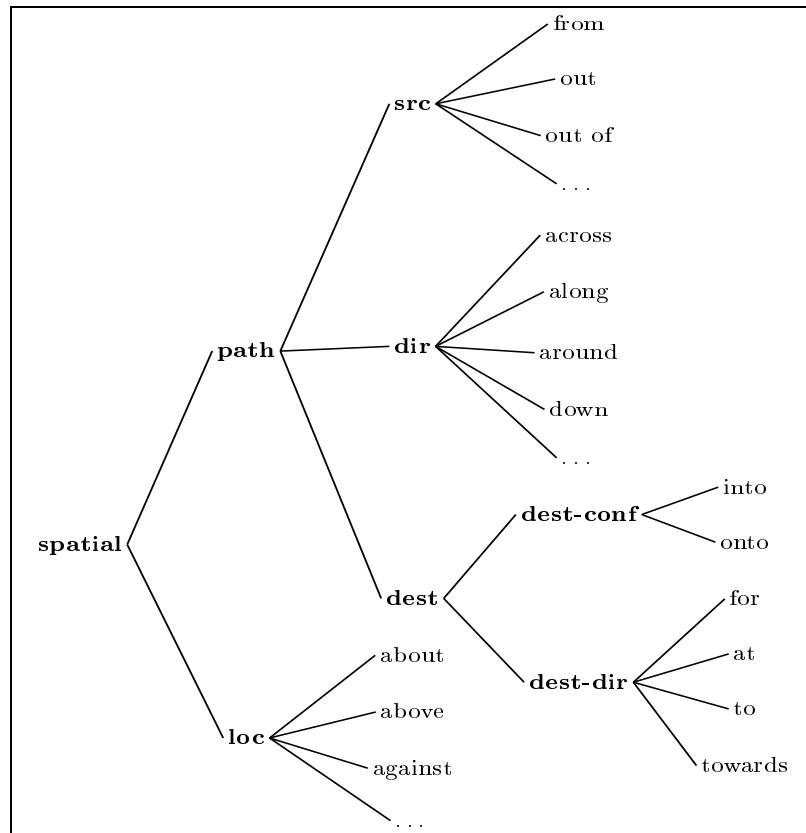 from
out
src
out of
. . .
across
along
path
dir
around
down
. . .
into
dest-conf
onto
spatial
dest
for
about
at
dest-dir
above
to
loc
against
towards
. . .